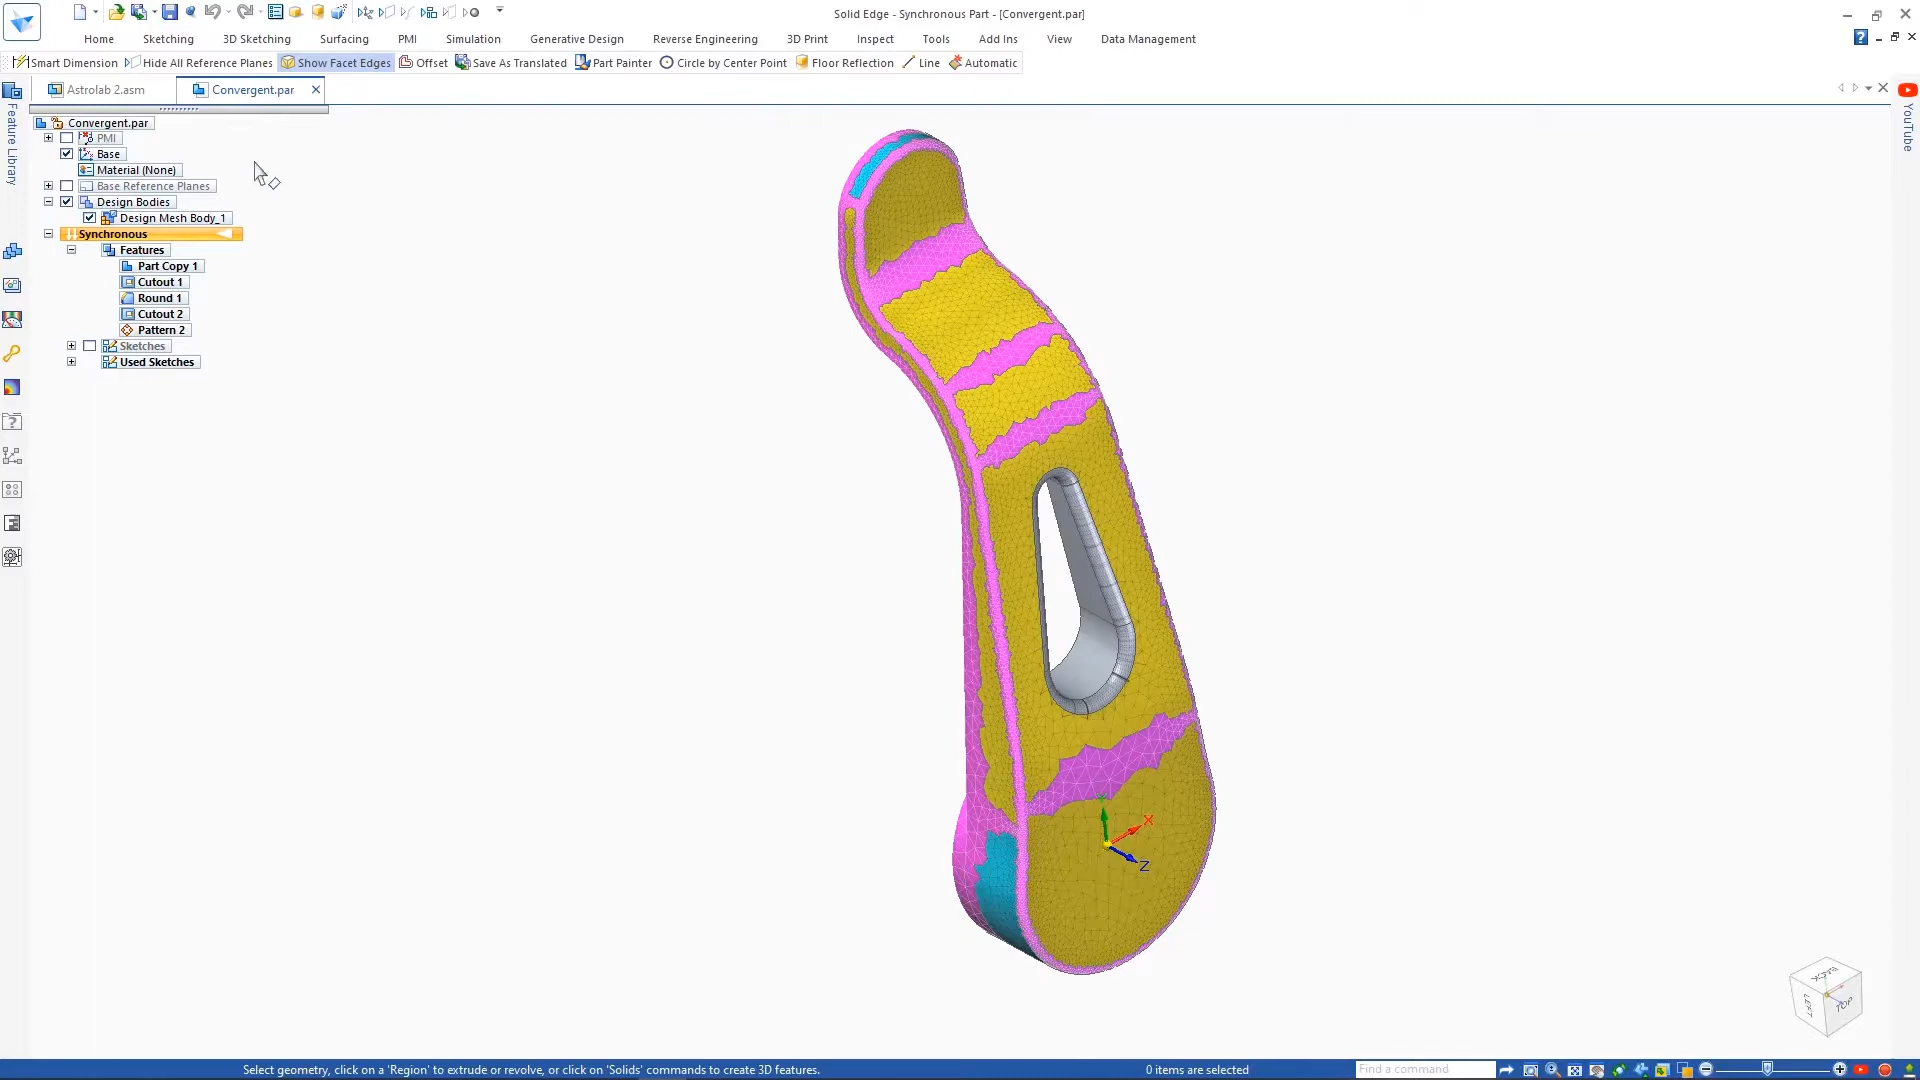 Solid Edge - Synchronous Part - [Convergent.par]
Home Sketching 3D Sketching Surfacing PMI Simulation Generative Design Reverse Engineering 3D Print Inspect Tools Add Ins View Data Management
Smart Dimension Hide All Reference Planes Show Facet Edges Offset Save As Translated Part Painter Circle by Center Point Floor Reflection Line Automatic
Astrolab 2.asm Convergent.par
Feature Library
YouTube
Convergent.par
PMI
Base
Material (None)
Base Reference Planes
Design Bodies
Design Mesh Body_1
Synchronous
Features
Part Copy 1
Cutout 1
Round 1
Cutout 2
Pattern 2
Sketches
Used Sketches
Y
X
Z
BACK
LEFT
TOP
Select geometry, click on a 'Region' to extrude or revolve, or click on 'Solids' commands to create 3D features. 0 items are selected Find a command